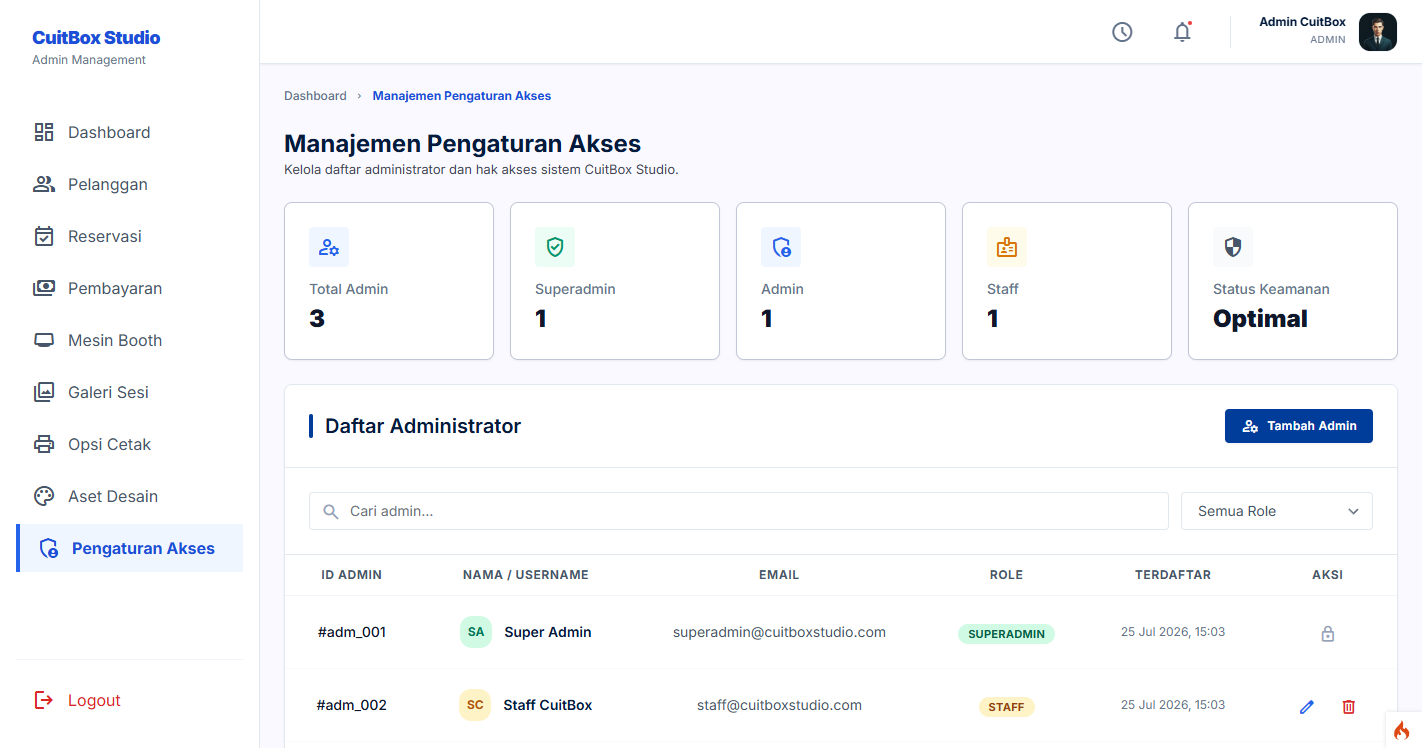 CuitBox Studio
Admin Management
Dashboard
Pelanggan
Reservasi
Pembayaran
Mesin Booth
Galeri Sesi
Opsi Cetak
Aset Desain
Pengaturan Akses
Logout
Admin CuitBox
ADMIN
Dashboard › Manajemen Pengaturan Akses
Manajemen Pengaturan Akses
Kelola daftar administrator dan hak akses sistem CuitBox Studio.
Total Admin
3
Superadmin
1
Admin
1
Staff
1
Status Keamanan
Optimal
Daftar Administrator
Tambah Admin
Cari admin...
Semua Role
ID ADMIN NAMA / USERNAME EMAIL ROLE TERDAFTAR AKSI
#adm_001 SA Super Admin superadmin@cuitboxstudio.com SUPERADMIN 25 Jul 2026, 15:03
#adm_002 SC Staff CuitBox staff@cuitboxstudio.com STAFF 25 Jul 2026, 15:03